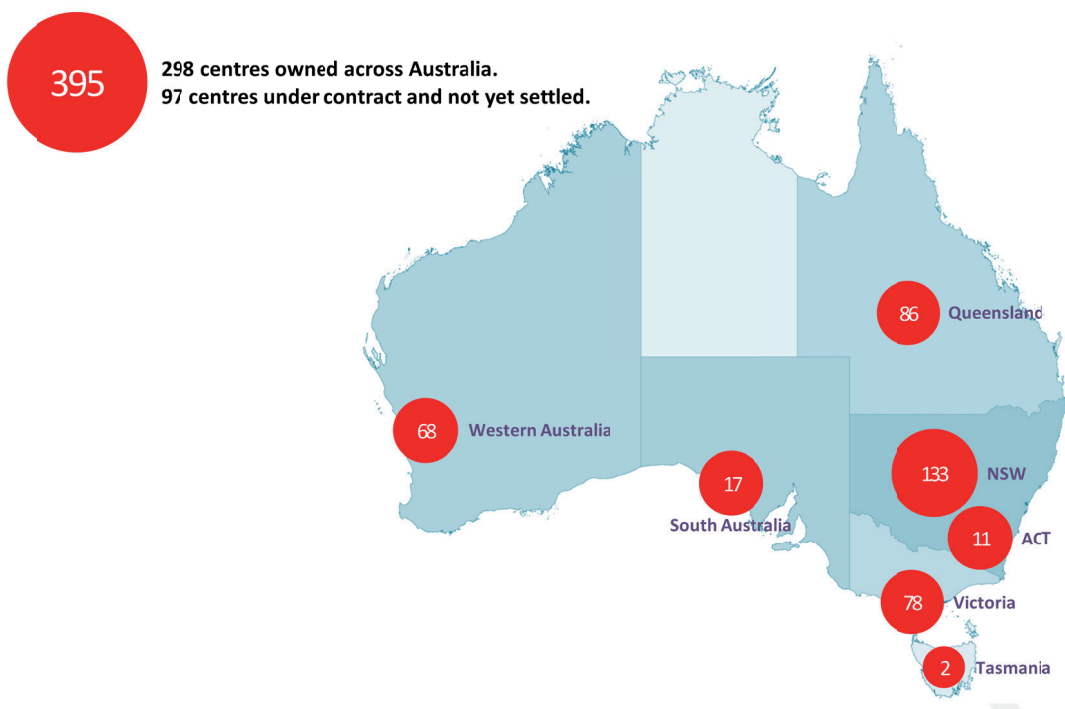 395
298 centres owned across Australia.
97 centres under contract and not yet settled.
86 Queensland
68 Western Australia
133 NSW
17
South Australia
11 ACT
78 Victoria
2 Tasmania